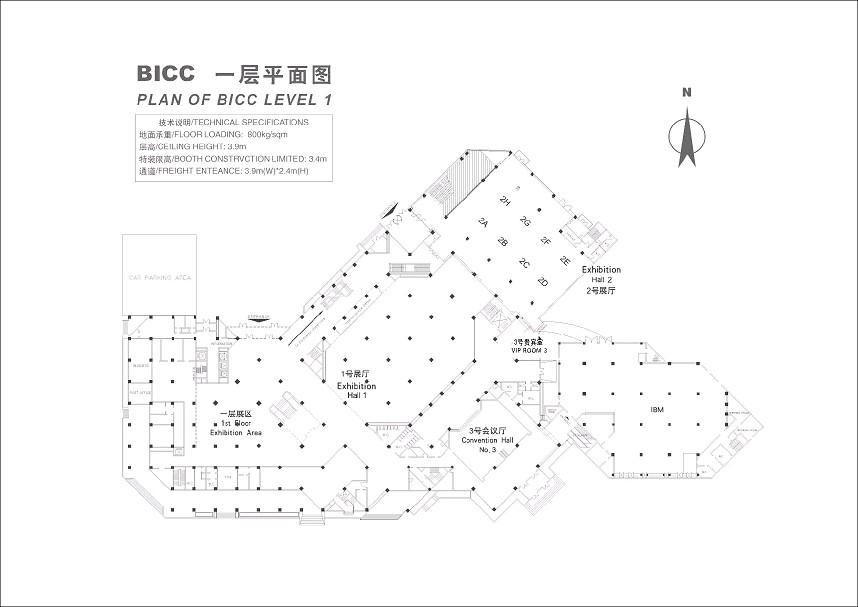 BICC 一层平面图
PLAN OF BICC LEVEL 1
技术说明/TECHNICAL SPECIFICATIONS
地面承重/FLOOR LOADING: 800kg/sqm
层高/CEILING HEIGHT: 3.9m
特装限高/BOOTH CONSTRVCTION LIMITED: 3.4m
通道/FREIGHT ENTEANCE: 3.9m(W)*2.4m(H)
N
2H
2G
2F
2E
2A
2B
2C
2D
Exhibition
Hall 2
2号展厅
CAR PARKING AREA
ENTRANCE
INFORMATION
3号贵宾室
VIP ROOM 3
1号展厅
Exhibition
Hall 1
IBM
一层展区
1st Floor
Exhibition Area
3号会议厅
Convention Hall
No, 3